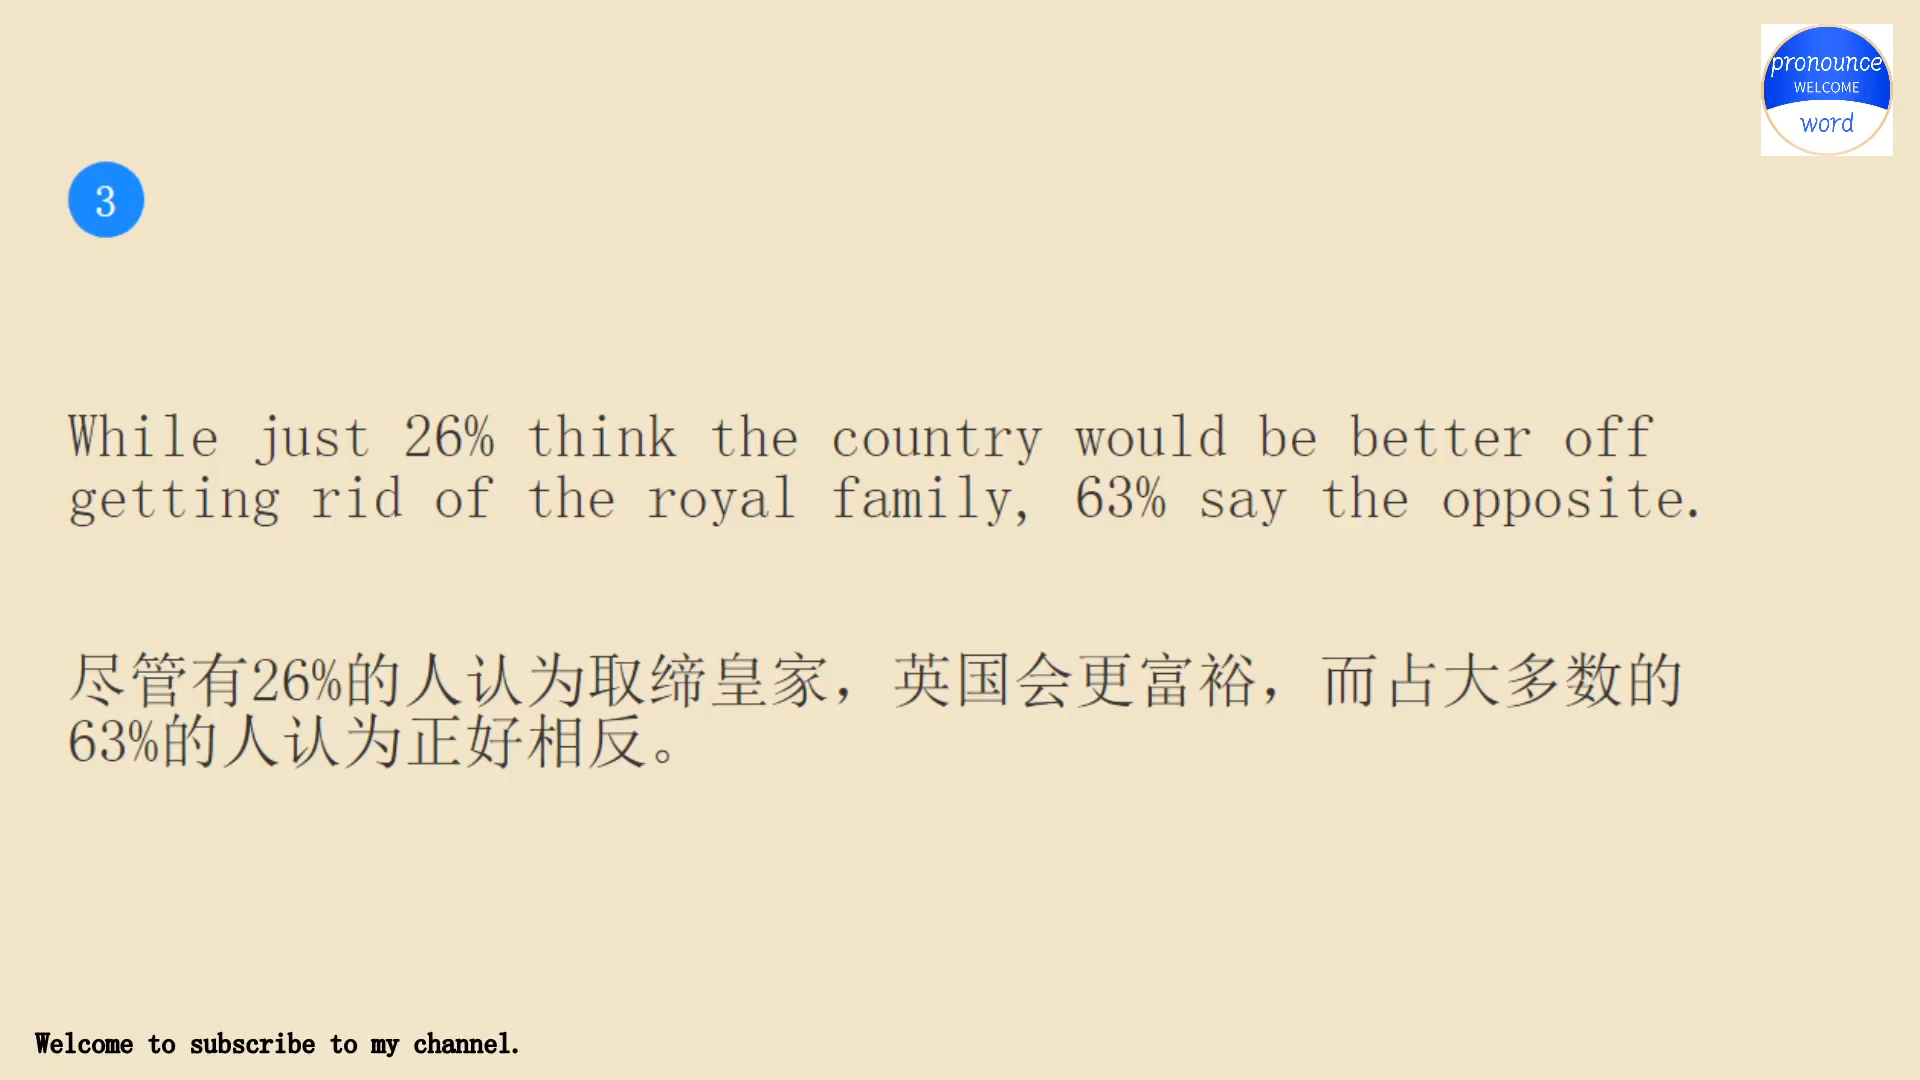 pronounce
WELCOME
word
3
While just 26% think the country would be better off
getting rid of the royal family, 63% say the opposite.
尽管有26%的人认为取缔皇家，英国会更富裕，而占大多数的
63%的人认为正好相反。
Welcome to subscribe to my channel.